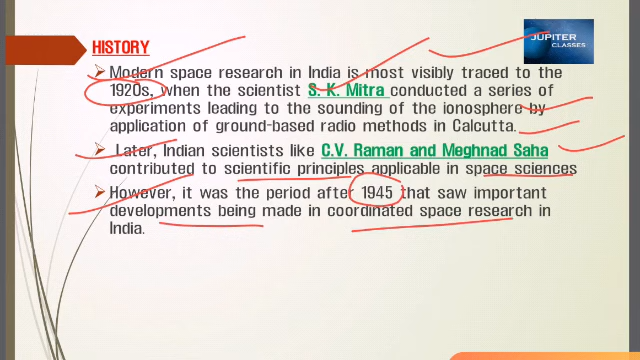 HISTORY
JUPITER
CLASSES
Modern space research in India is most visibly traced to the
1920s, when the scientist S. K. Mitra conducted a series of
experiments leading to the sounding of the ionosphere by
application of ground-based radio methods in Calcutta.
Later, Indian scientists like C.V. Raman and Meghnad Saha
contributed to scientific principles applicable in space sciences
However, it was the period after 1945 that saw important
developments being made in coordinated space research in
India.